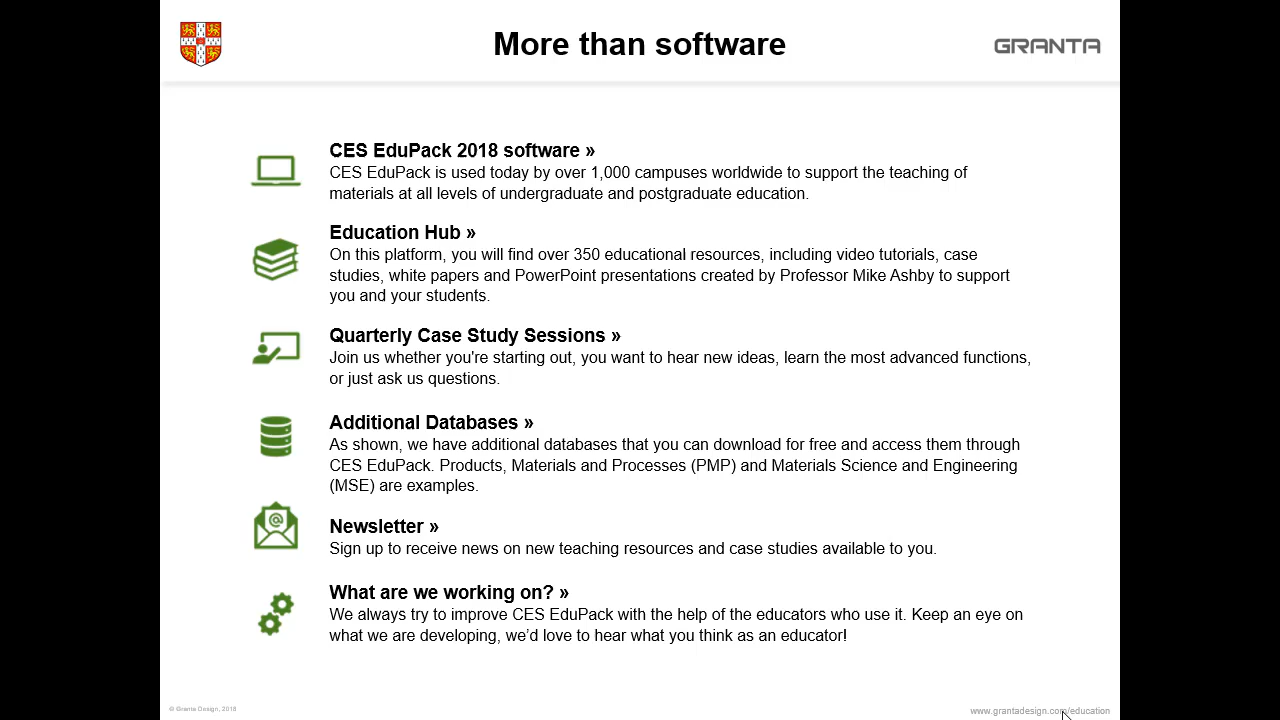 More than software
GRANTA
CES EduPack 2018 software »
CES EduPack is used today by over 1,000 campuses worldwide to support the teaching of
materials at all levels of undergraduate and postgraduate education.
Education Hub »
On this platform, you will find over 350 educational resources, including video tutorials, case
studies, white papers and PowerPoint presentations created by Professor Mike Ashby to support
you and your students.
Quarterly Case Study Sessions »
Join us whether you're starting out, you want to hear new ideas, learn the most advanced functions,
or just ask us questions.
Additional Databases »
As shown, we have additional databases that you can download for free and access them through
CES EduPack. Products, Materials and Processes (PMP) and Materials Science and Engineering
(MSE) are examples.
@
Newsletter »
Sign up to receive news on new teaching resources and case studies available to you.
What are we working on? »
We always try to improve CES EduPack with the help of the educators who use it. Keep an eye on
what we are developing, we’d love to hear what you think as an educator!
© Granta Design, 2018
www.grantadesign.com/education